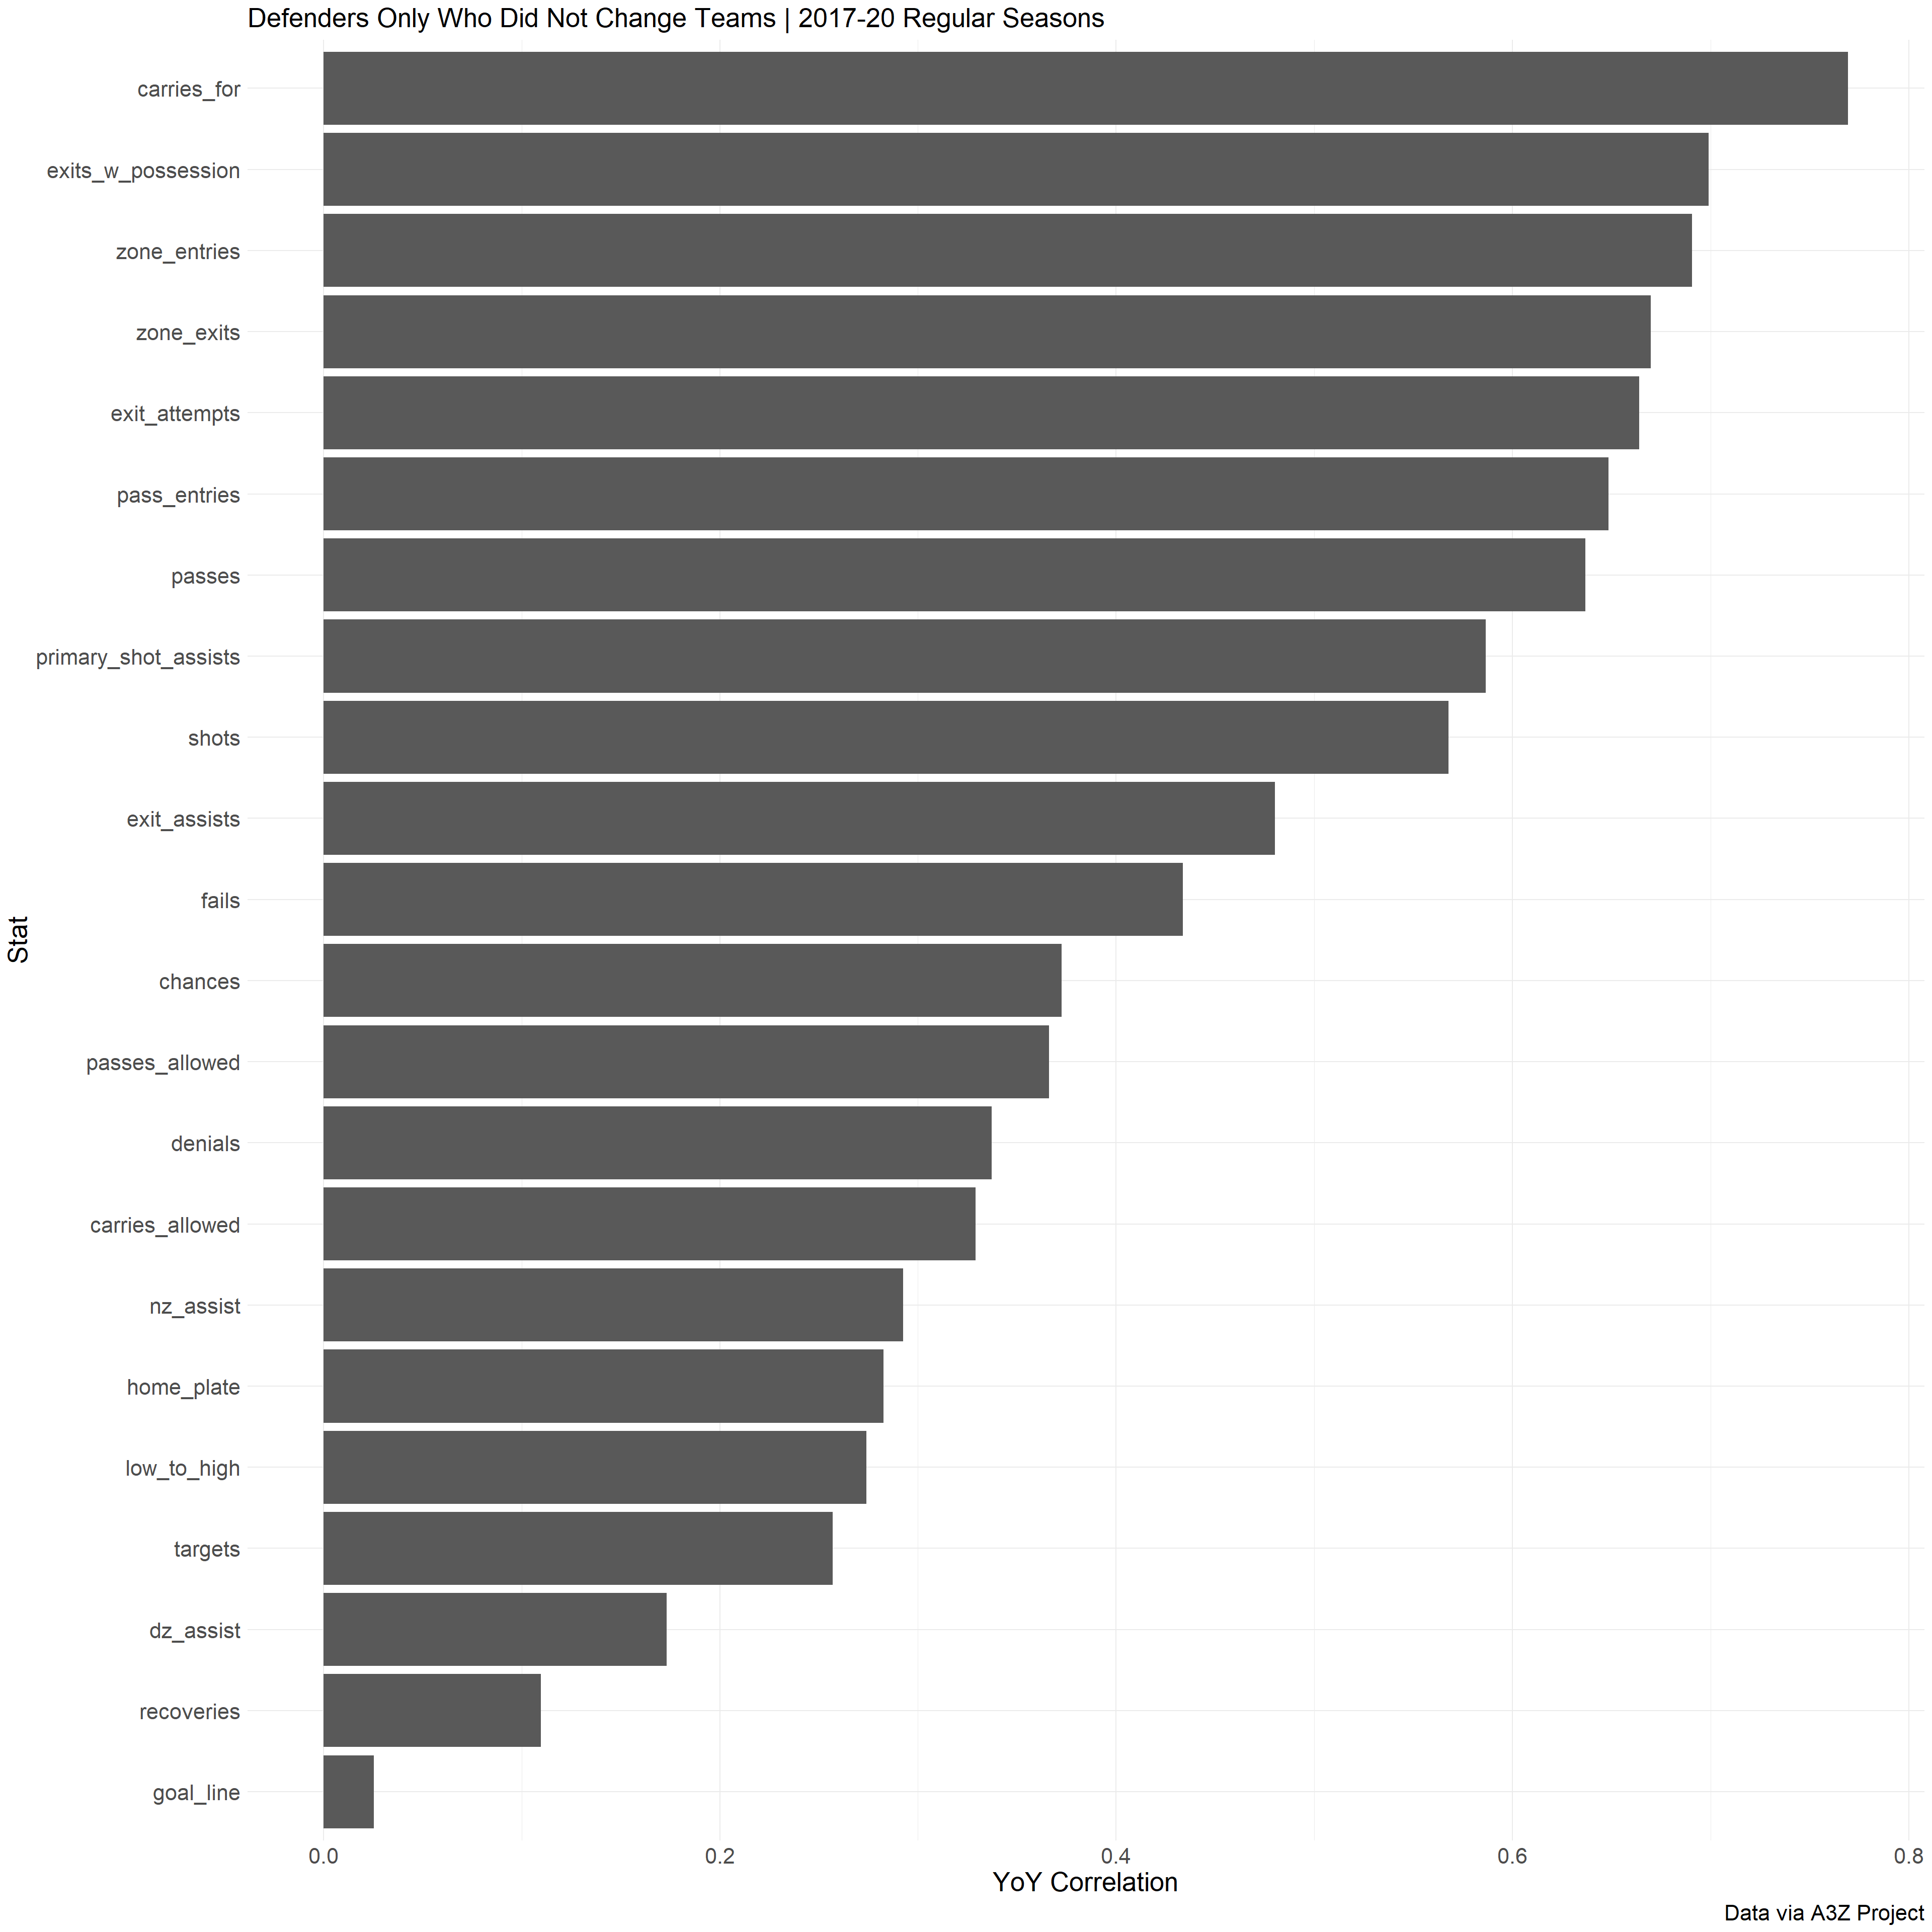 Defenders Only Who Did Not Change Teams | 2017-20 Regular Seasons
carries_for
exits_w_possession
zone_entries
zone_exits
exit_attempts
pass_entries
passes
primary_shot_assists
shots
exit_assists
fails
chances
passes_allowed
denials
carries_allowed
nz_assist
home_plate
low_to_high
targets
dz_assist
recoveries
goal_line
Stat
0.0 0.2 0.4 0.6 0.8
YoY Correlation
Data via A3Z Project